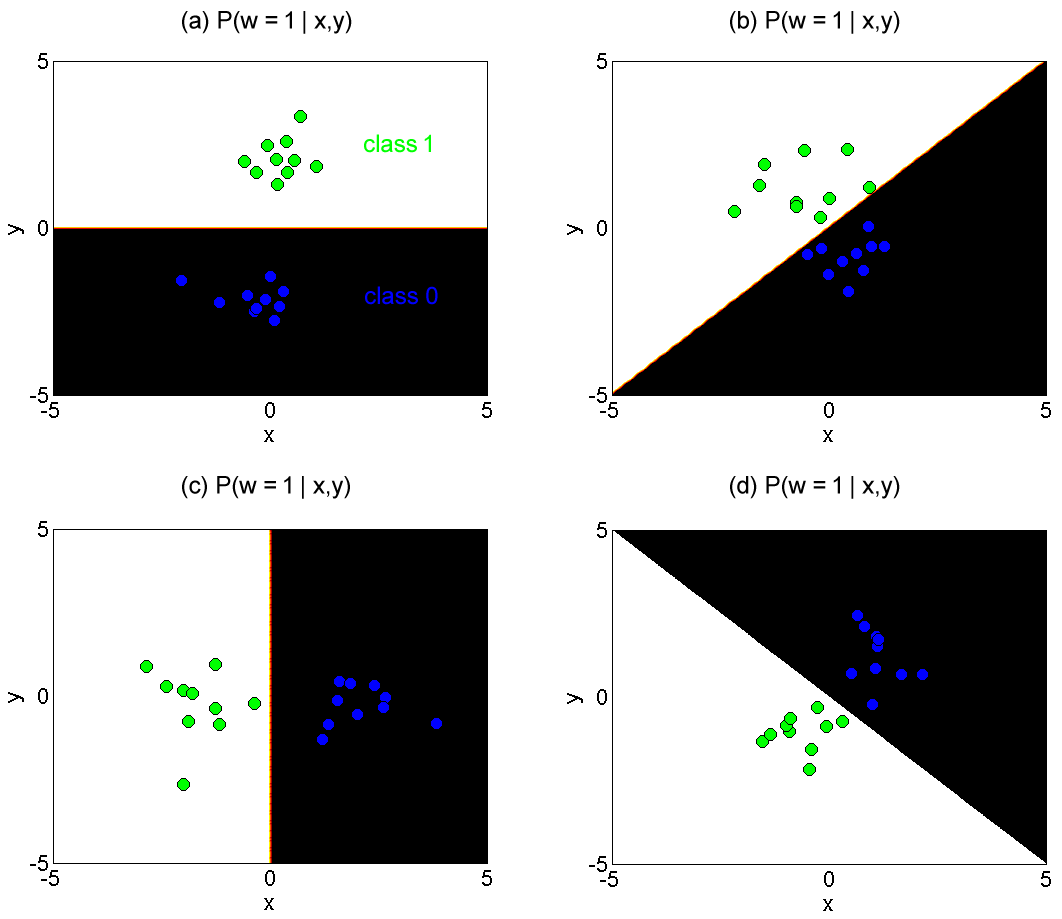 (a) P(w = 1 | x,y)
5
class 1
y
0
class 0
-5
-5
0
5
x
(b) P(w = 1 | x,y)
5
y
0
-5
-5
0
5
x
(c) P(w = 1 | x,y)
5
y
0
-5
-5
0
5
x
(d) P(w = 1 | x,y)
5
y
0
-5
-5
0
5
x